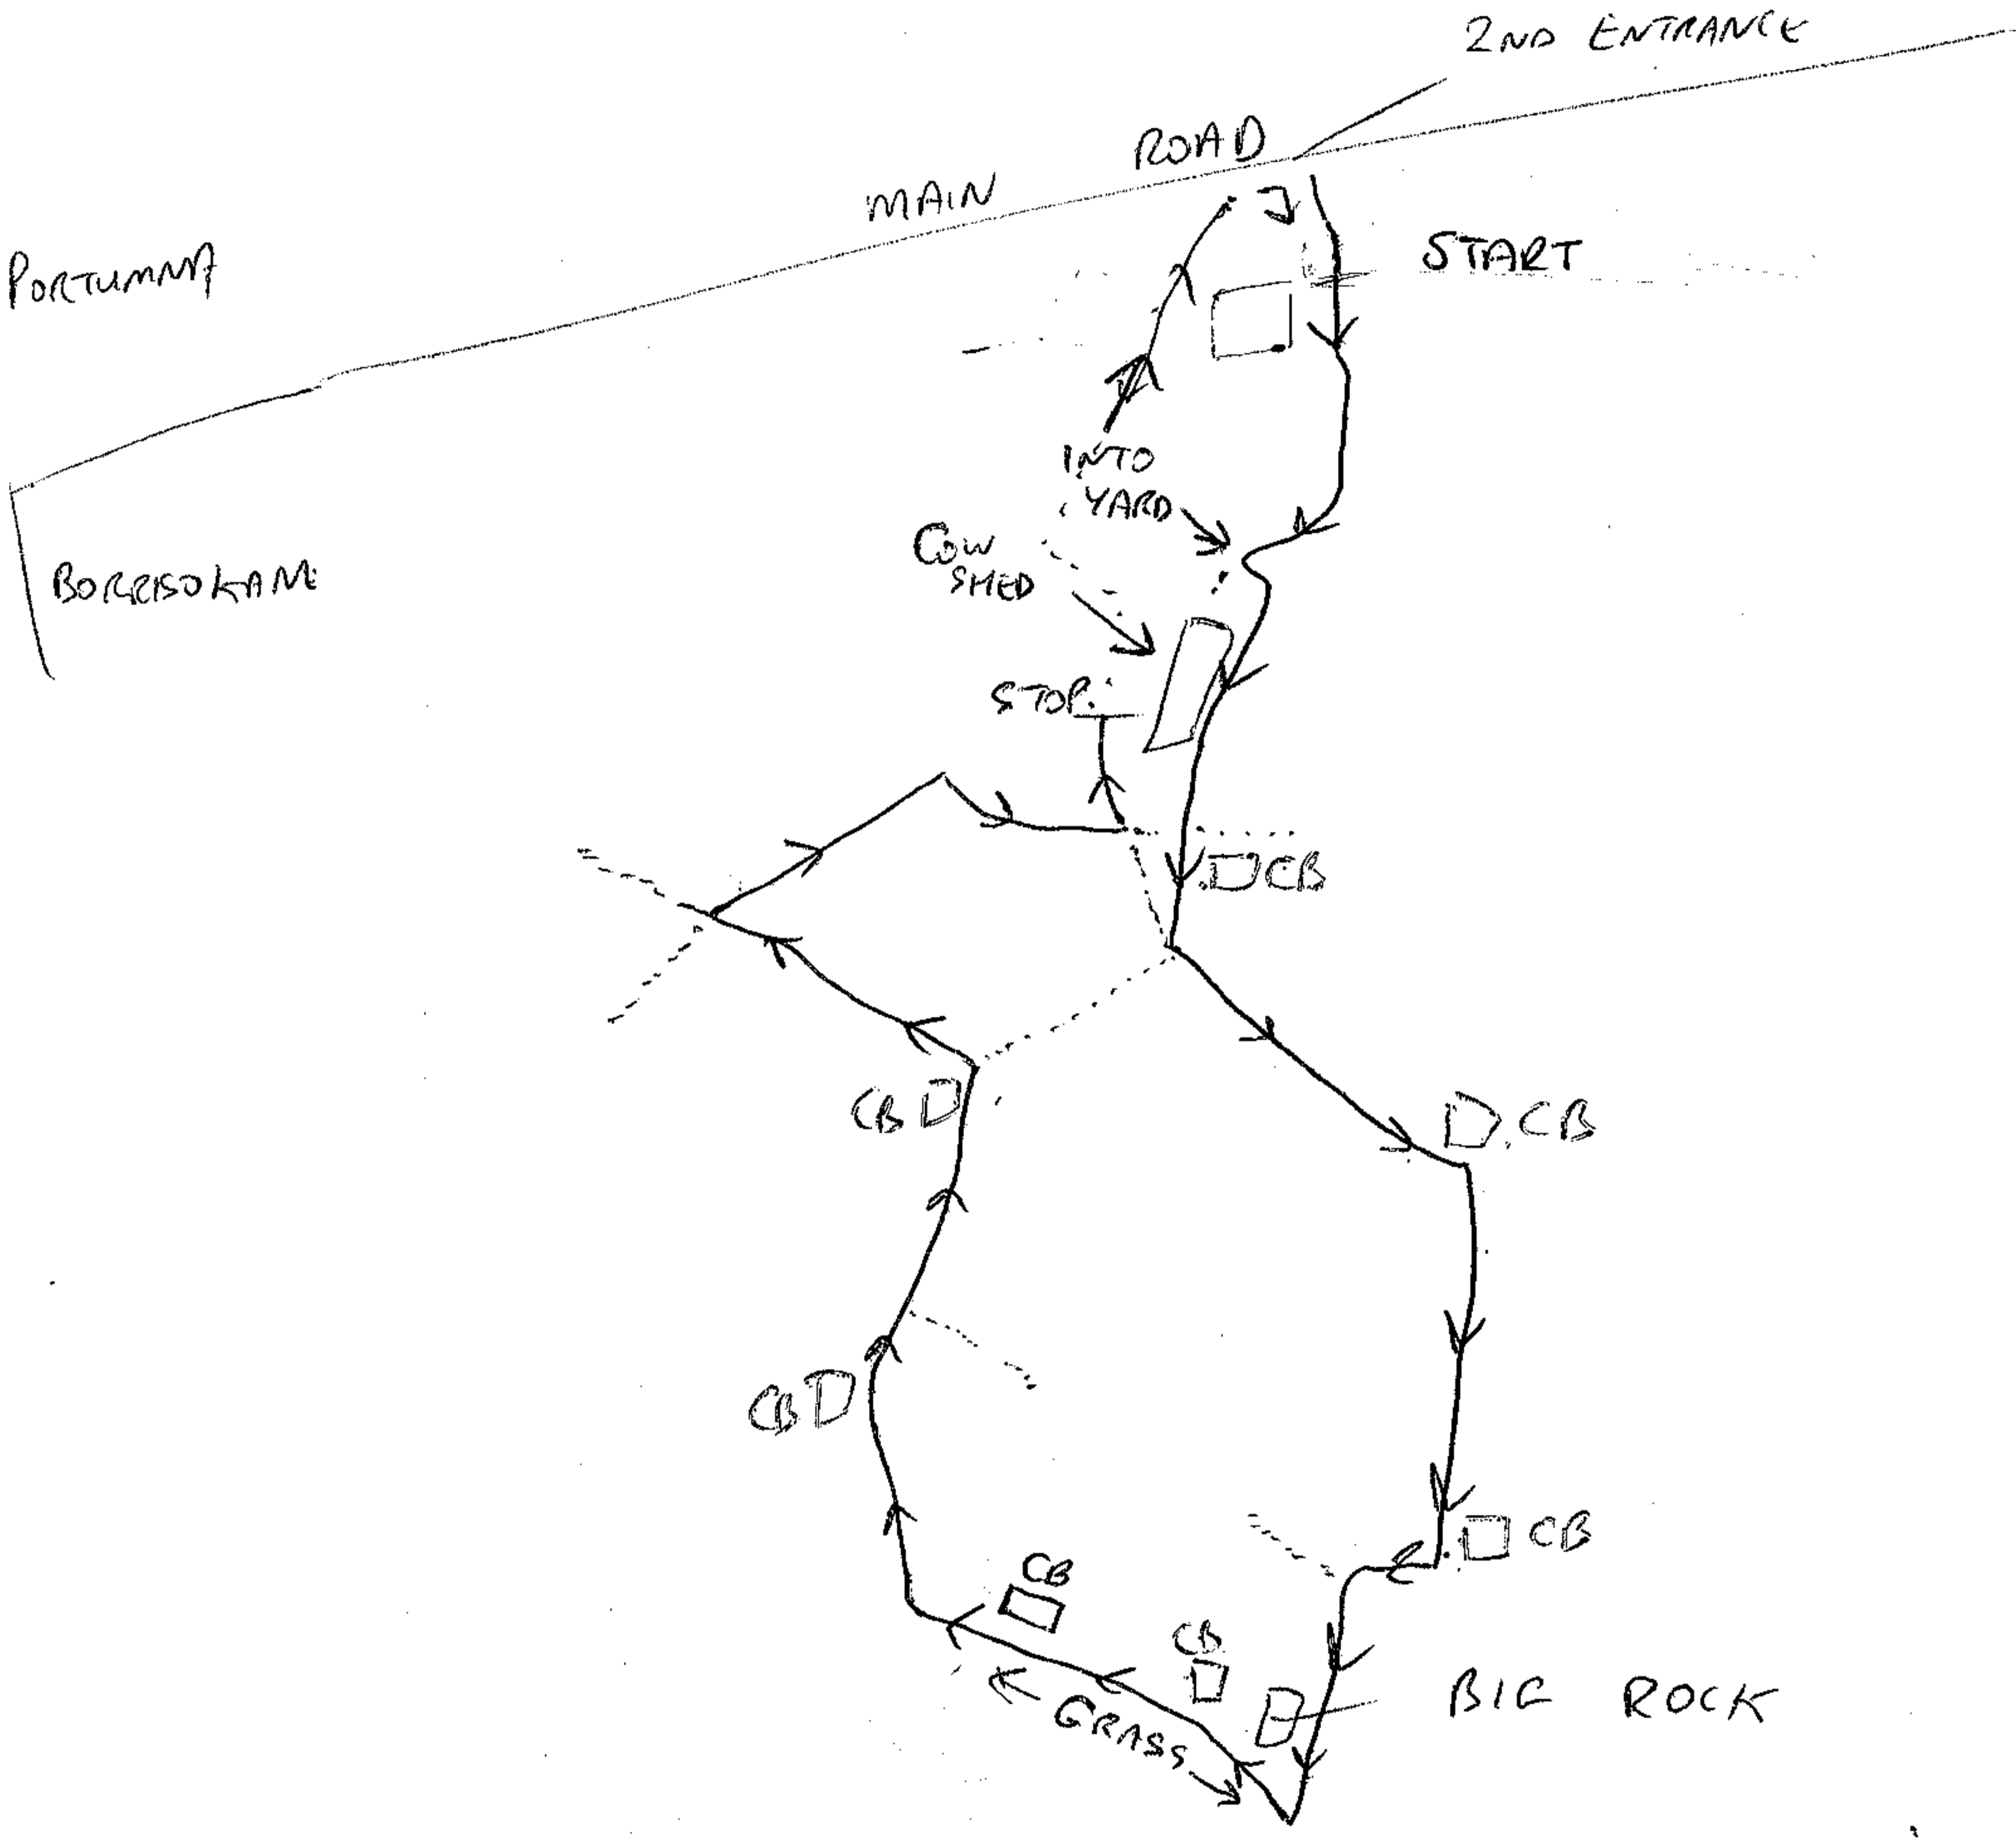 2ND ENTRANCE
MAIN ROAD
START
PORTUMNA
INTO
YARD
COW
SHED
BORRISOKANE
STOP
CB
CB
CB
CB
CB
CB
CB
BIG ROCK
GRASS